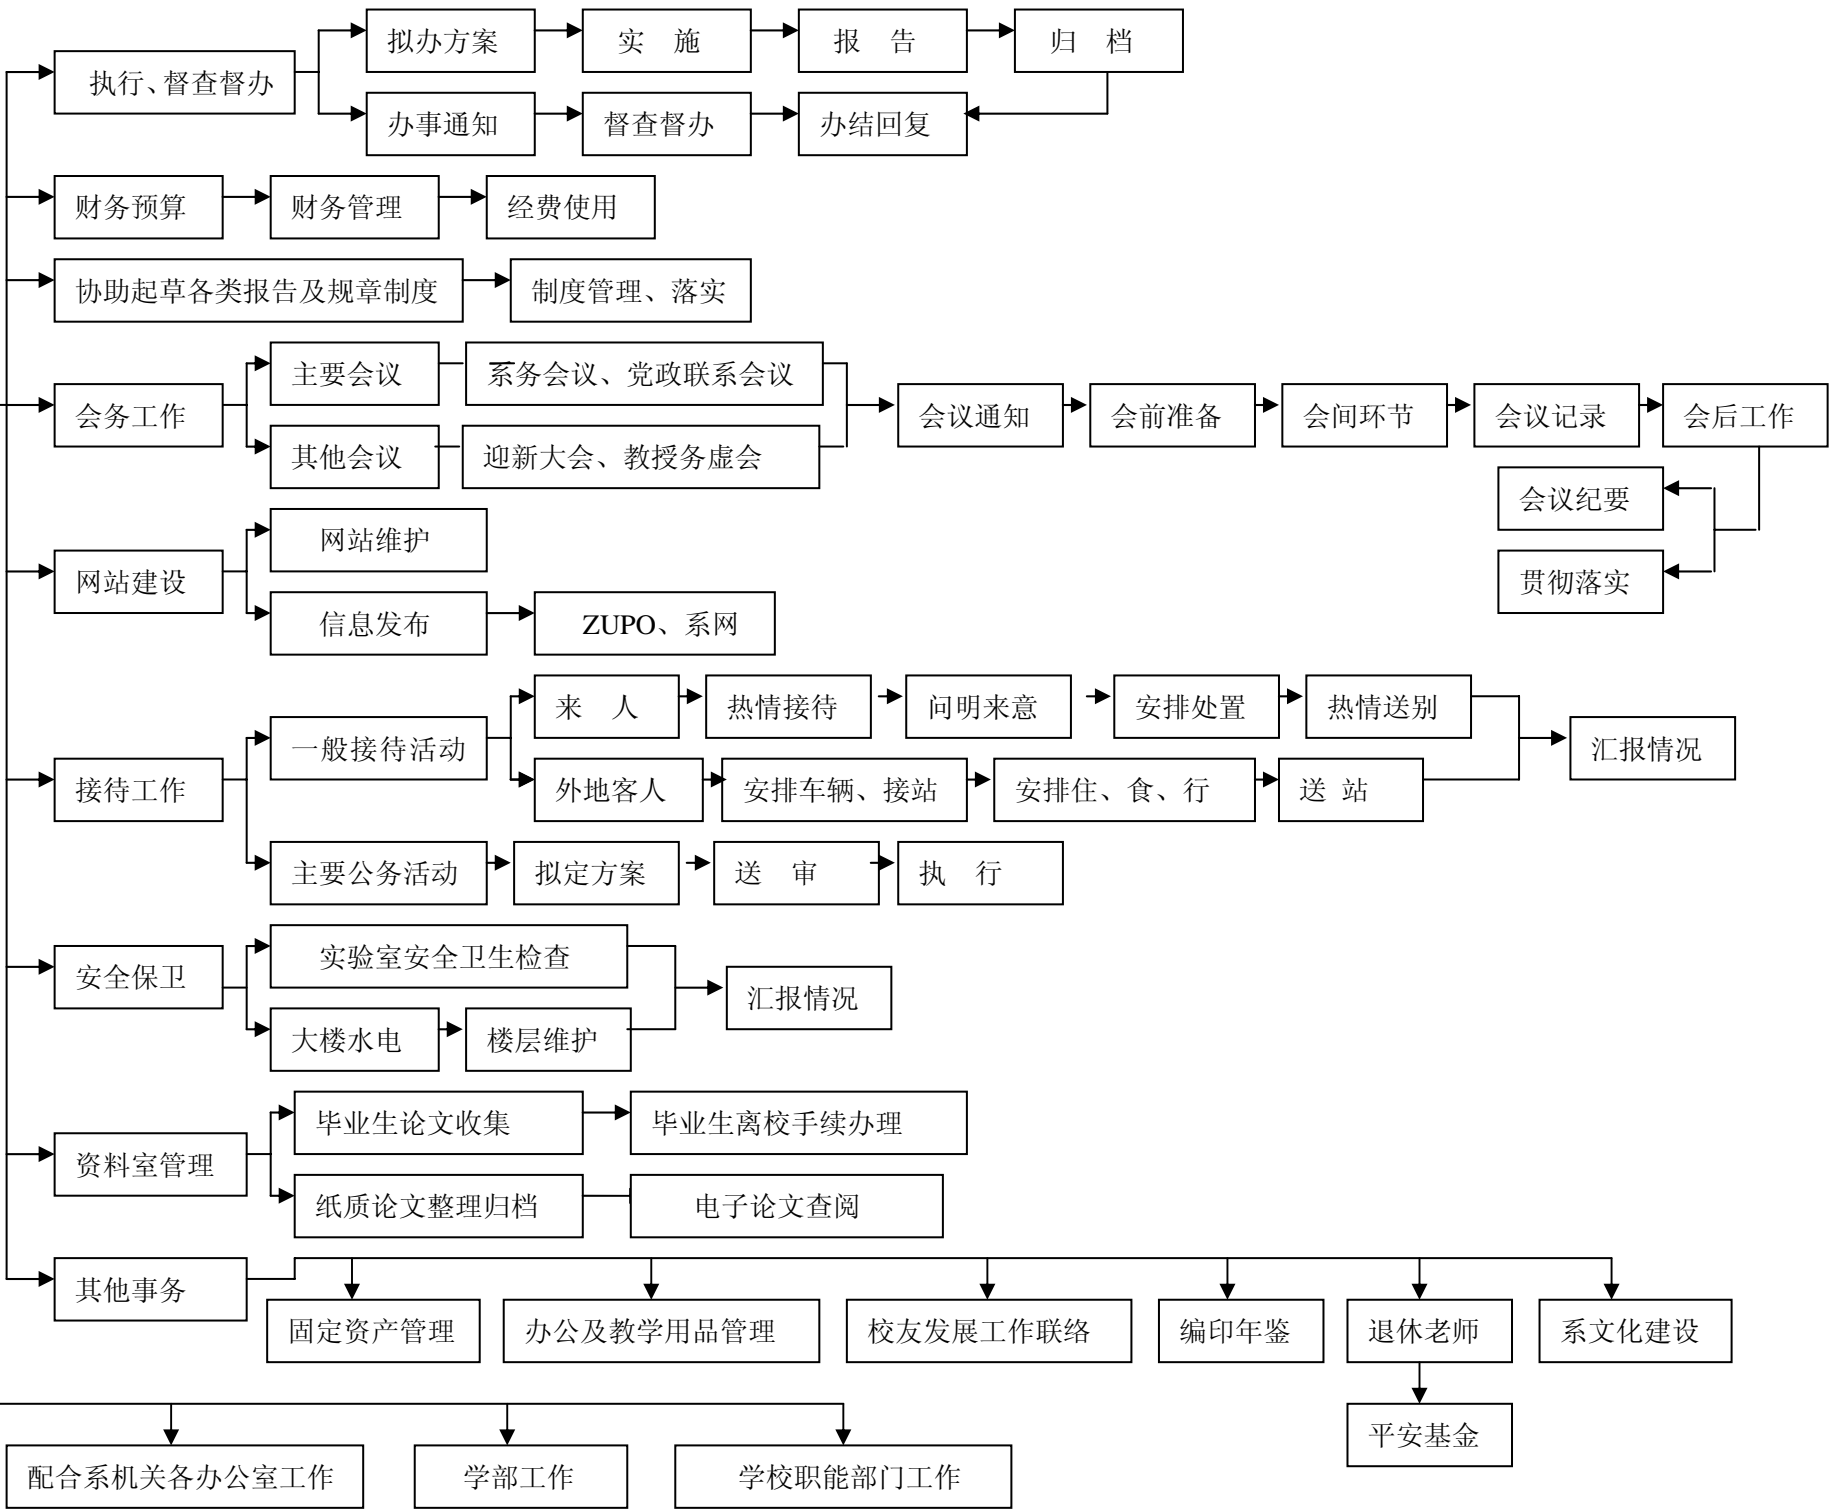 拟办方案
实 施
报 告
归 档
执行、督查督办
办事通知
督查督办
办结回复
财务预算
财务管理
经费使用
协助起草各类报告及规章制度
制度管理、落实
主要会议
系务会议、党政联系会议
会务工作
会议通知
会前准备
会间环节
会议记录
会后工作
其他会议
迎新大会、教授务虚会
会议纪要
网站维护
网站建设
贯彻落实
信息发布
ZUPO、系网
来 人
热情接待
问明来意
安排处置
热情送别
一般接待活动
汇报情况
接待工作
外地客人
安排车辆、接站
安排住、食、行
送 站
主要公务活动
拟定方案
送 审
执 行
实验室安全卫生检查
安全保卫
汇报情况
大楼水电
楼层维护
毕业生论文收集
毕业生离校手续办理
资料室管理
纸质论文整理归档
电子论文查阅
其他事务
固定资产管理
办公及教学用品管理
校友发展工作联络
编印年鉴
退休老师
系文化建设
平安基金
配合系机关各办公室工作
学部工作
学校职能部门工作